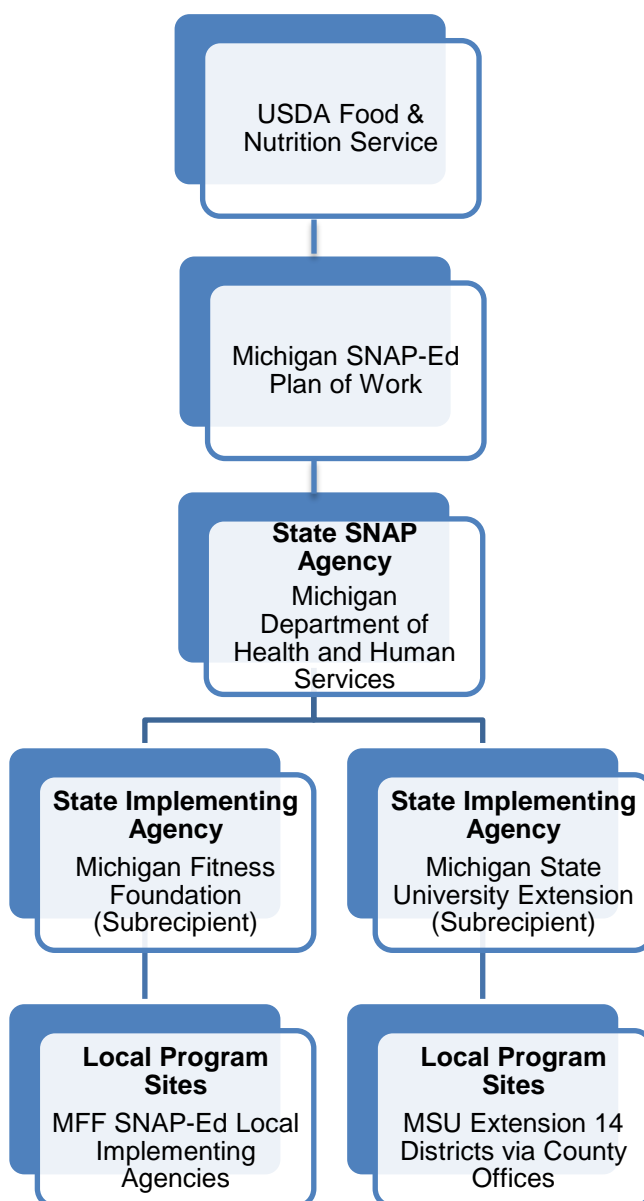 USDA Food &
Nutrition Service
Michigan SNAP-Ed
Plan of Work
State SNAP
Agency
Michigan
Department of
Health and Human
Services
State Implementing
Agency
Michigan Fitness
Foundation
(Subrecipient)
State Implementing
Agency
Michigan State
University Extension
(Subrecipient)
Local Program
Sites
MFF SNAP-Ed Local
Implementing
Agencies
Local Program
Sites
MSU Extension 14
Districts via County
Offices